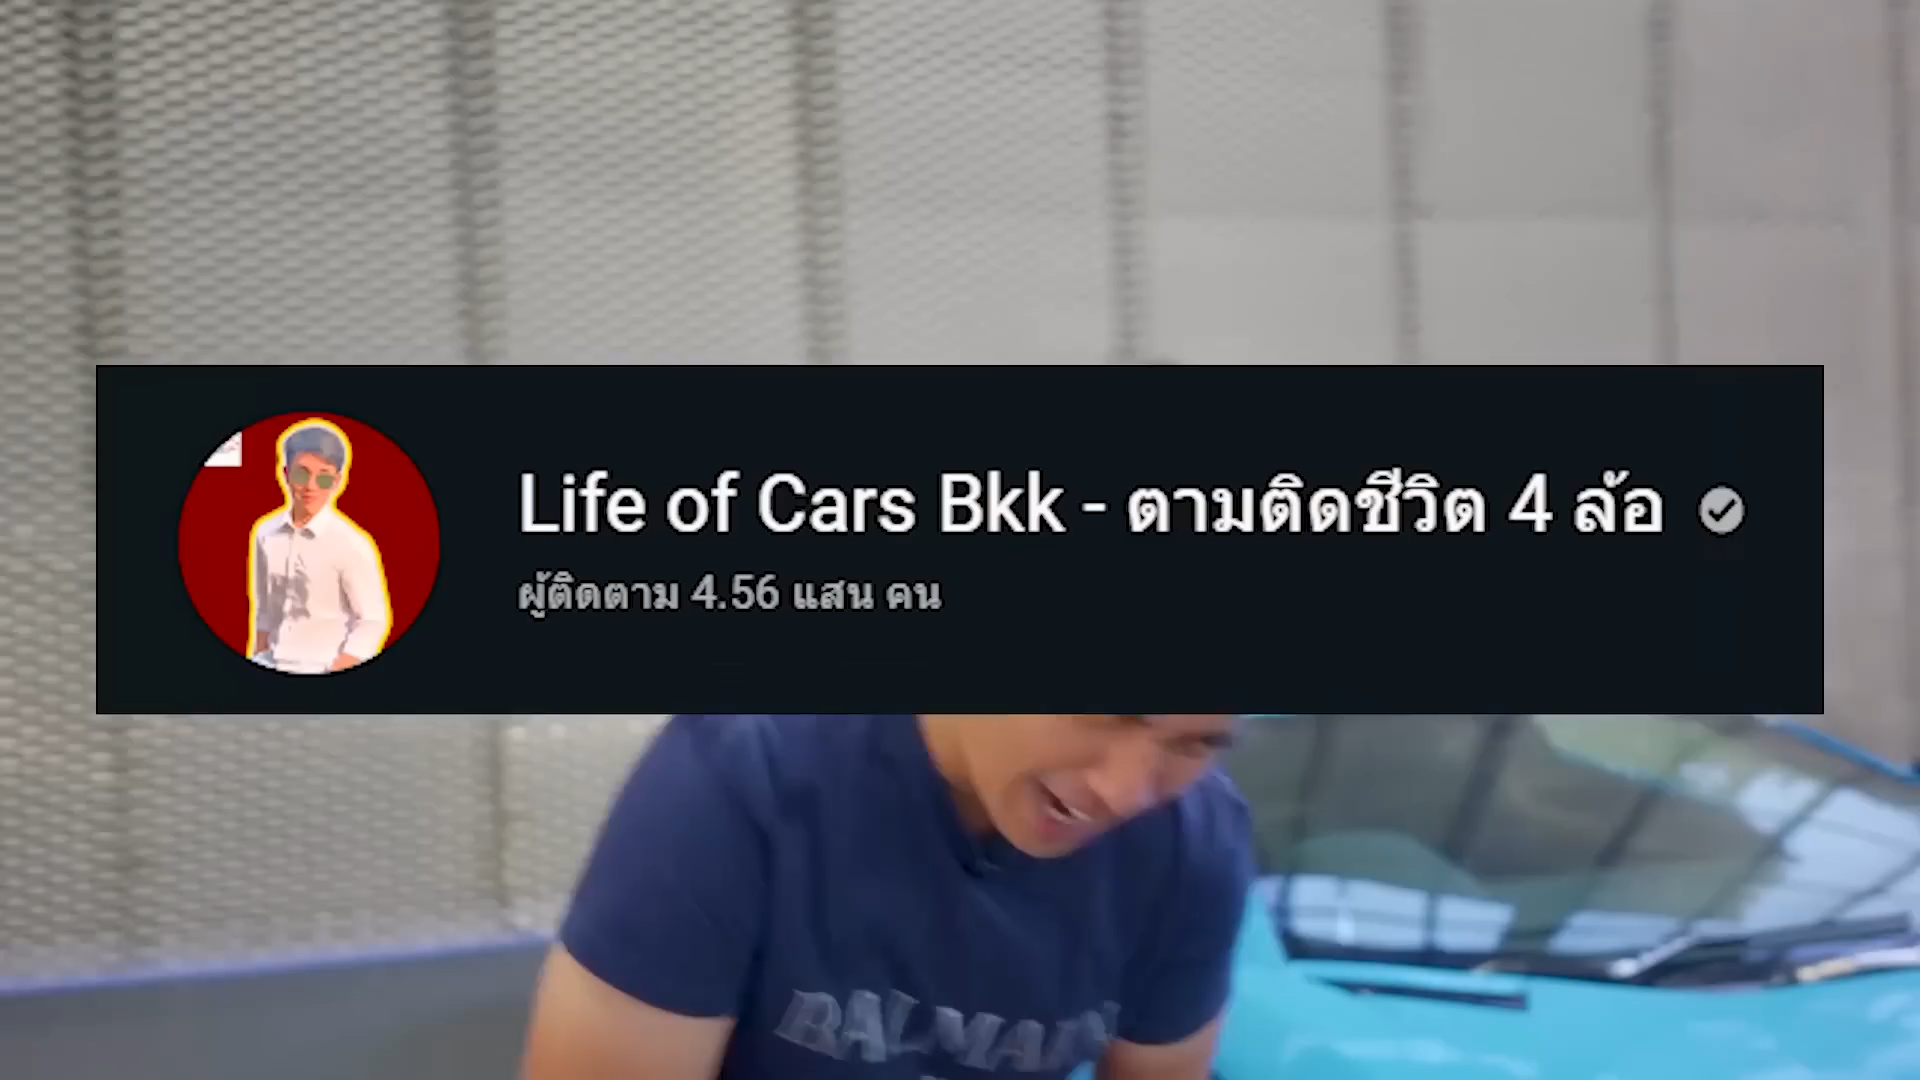 Life of Cars Bkk - ตามติดชีวิต 4 ล้อ
ผู้ติดตาม 4.56 แสน คน
BALMAIN